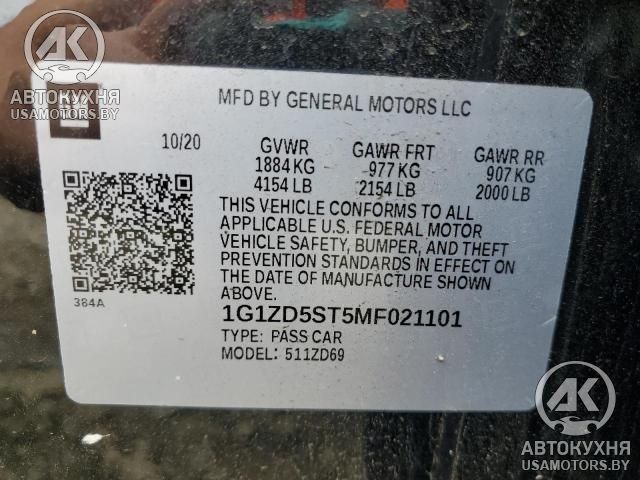 AK
АВТОКУХНЯ
USAMOTORS.BY
GM
MFD BY GENERAL MOTORS LLC
10/20 GVWR GAWR FRT GAWR RR
1884 KG 977 KG 907 KG
4154 LB 2154 LB 2000 LB
THIS VEHICLE CONFORMS TO ALL
APPLICABLE U.S. FEDERAL MOTOR
VEHICLE SAFETY, BUMPER, AND THEFT
PREVENTION STANDARDS IN EFFECT ON
THE DATE OF MANUFACTURE SHOWN
ABOVE.
384A
1G1ZD5ST5MF021101
TYPE: PASS CAR
MODEL: 511ZD69
AK
АВТОКУХНЯ
USAMOTORS.BY